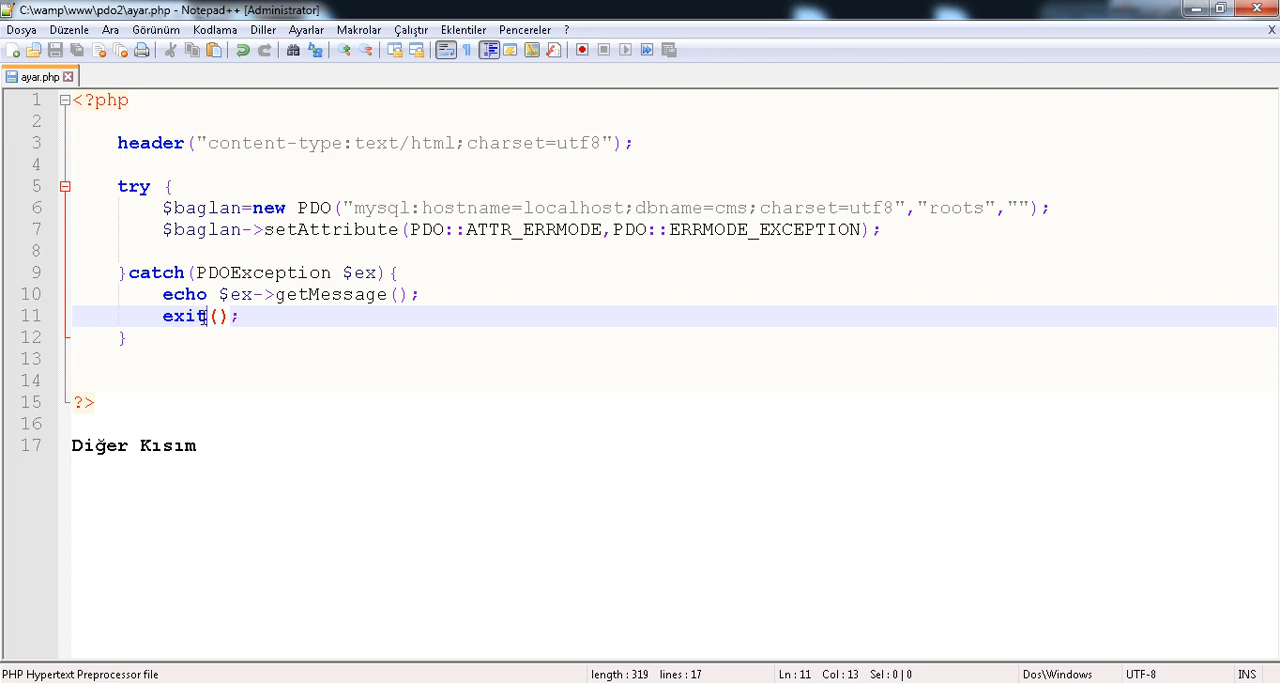 C:\wamp\www\pdo2\ayar.php - Notepad++ [Administrator]
Dosya Düzenle Ara Görünüm Kodlama Diller Ayarlar Makrolar Çalıştır Eklentiler Pencereler ? X
ayar.php
1 <?php
2
3 header("content-type:text/html;charset=utf8");
4
5 try {
6 $baglan=new PDO("mysql:hostname=localhost;dbname=cms;charset=utf8","roots","");
7 $baglan->setAttribute(PDO::ATTR_ERRMODE,PDO::ERRMODE_EXCEPTION);
8
9 }catch(PDOException $ex){
10 echo $ex->getMessage();
11 exit();
12 }
13
14
15 ?>
16
17 Diğer Kısım
PHP Hypertext Preprocessor file length : 319 lines : 17 Ln : 11 Col : 13 Sel : 0 | 0 Dos\Windows UTF-8 INS